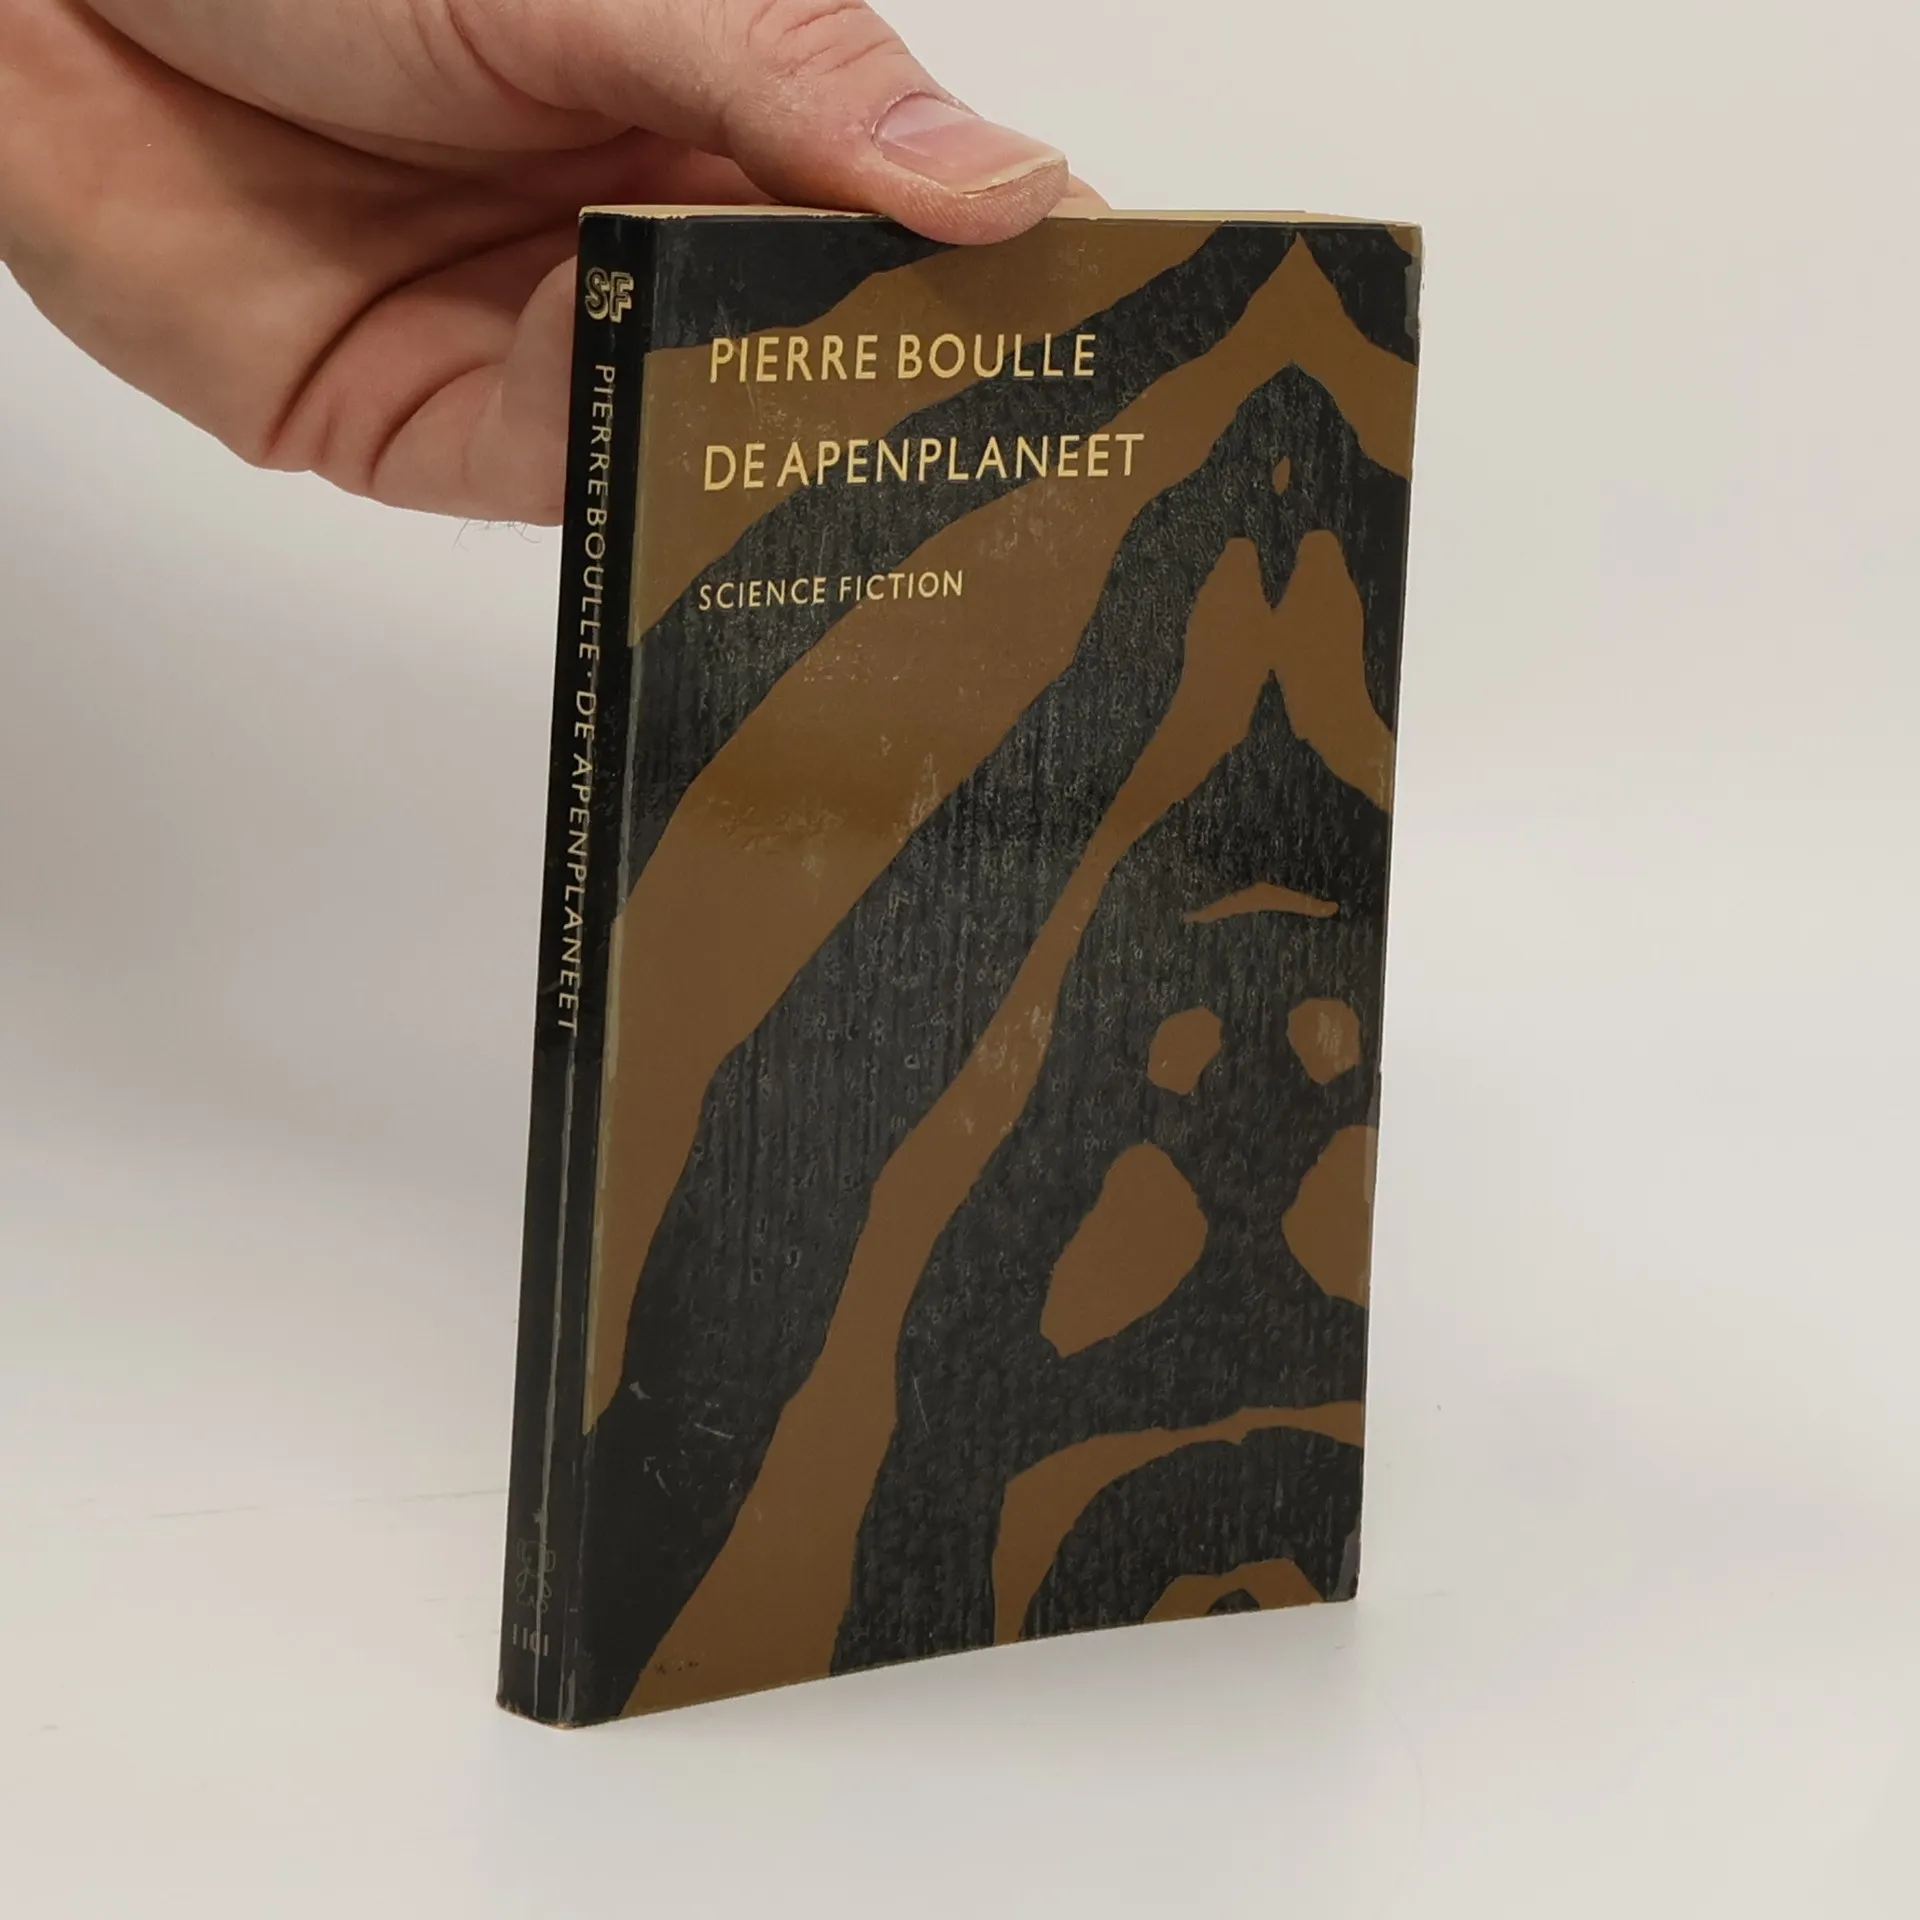 PIERRE BOULLE
DE APENPLANEET
SCIENCE FICTION
SF
PIERRE BOULLE · DE APENPLANEET
1101